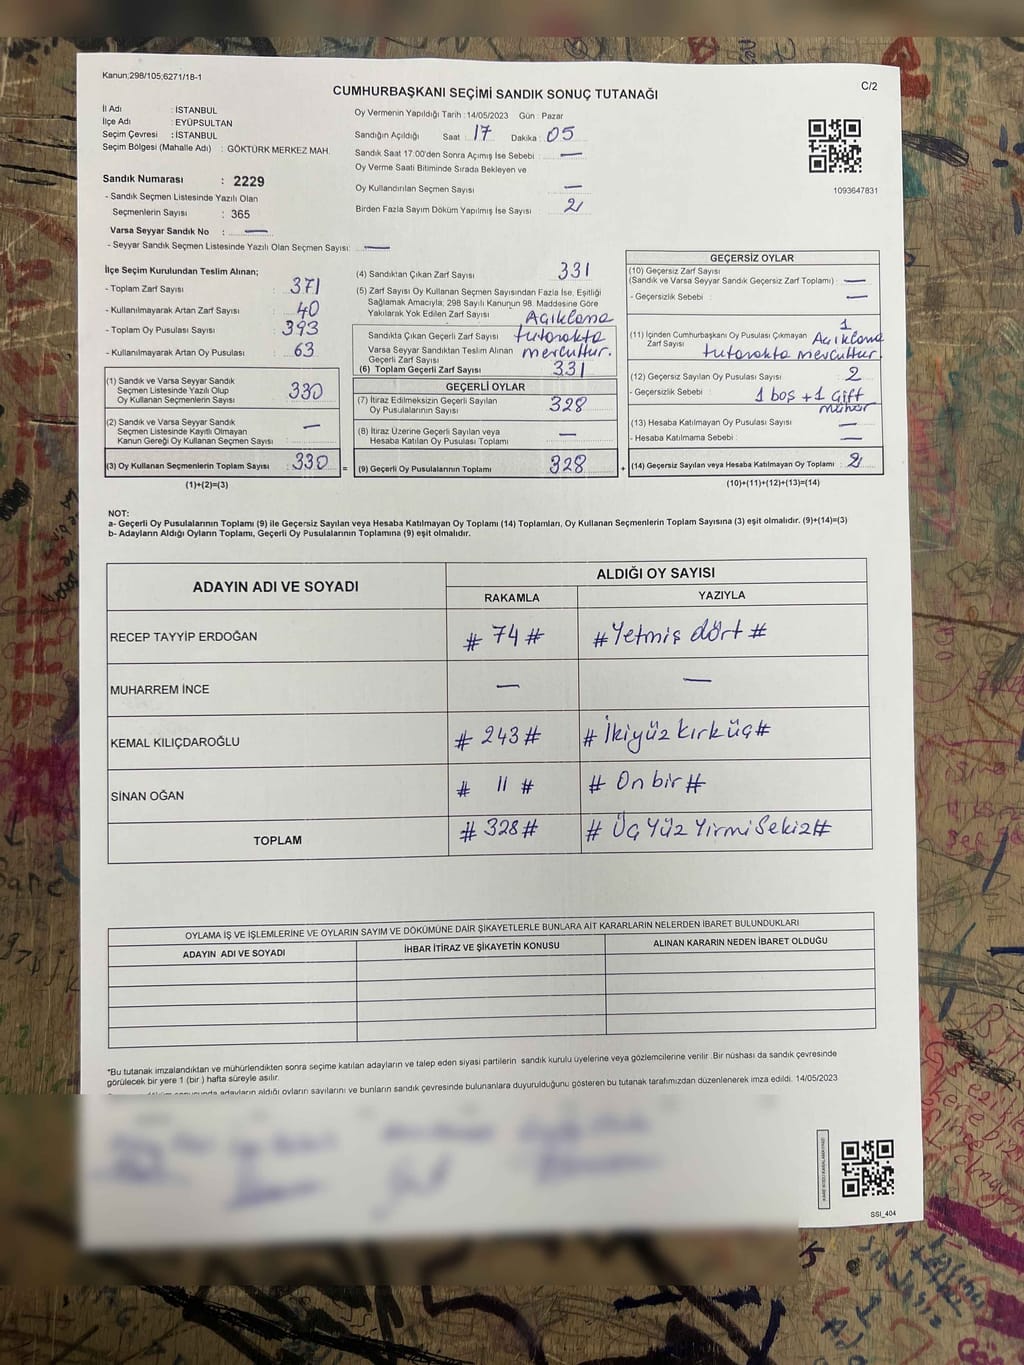 Kanun;298/105;6271/18-1
C/2
CUMHURBAŞKANI SEÇİMİ SANDIK SONUÇ TUTANAĞI
İl Adı : İSTANBUL
İlçe Adı : EYÜPSULTAN
Seçim Çevresi : İSTANBUL
Seçim Bölgesi (Mahalle Adı) : GÖKTÜRK MERKEZ MAH.
Sandık Numarası : 2229
- Sandık Seçmen Listesinde Yazılı Olan
Seçmenlerin Sayısı : 365
Varsa Seyyar Sandık No : —
- Seyyar Sandık Seçmen Listesinde Yazılı Olan Seçmen Sayısı: —
Oy Vermenin Yapıldığı Tarih : 14/05/2023 Gün : Pazar
Sandığın Açıldığı Saat : 17 Dakika : 05
Sandık Saat 17.00'den Sonra Açımış İse Sebebi : —
Oy Verme Saati Bitiminde Sırada Bekleyen ve
Oy Kullandırılan Seçmen Sayısı —
Birden Fazla Sayım Döküm Yapılmış İse Sayısı : 2
1093647831
İlçe Seçim Kurulundan Teslim Alınan;
- Toplam Zarf Sayısı : 371
- Kullanılmayarak Artan Zarf Sayısı : 40
- Toplam Oy Pusulası Sayısı : 393
- Kullanılmayarak Artan Oy Pusulası : 63
(1) Sandık ve Varsa Seyyar Sandık
Seçmen Listesinde Yazılı Olup
Oy Kullanan Seçmenlerin Sayısı : 330
(2) Sandık ve Varsa Seyyar Sandık
Seçmen Listesinde Kayıtlı Olmayan
Kanun Gereği Oy Kullanan Seçmen Sayısı : —
(3) Oy Kullanan Seçmenlerin Toplam Sayısı : 330 =
(1)+(2)=(3)
(4) Sandıktan Çıkan Zarf Sayısı 331
(5) Zarf Sayısı Oy Kullanan Seçmen Sayısından Fazla İse, Eşitliği
Sağlamak Amacıyla; 298 Sayılı Kanunun 98. Maddesine Göre
Yakılarak Yok Edilen Zarf Sayısı Açıklama
Sandıkta Çıkan Geçerli Zarf Sayısı tutarakta
Varsa Seyyar Sandıktan Teslim Alınan mevcuttur.
Geçerli Zarf Sayısı
(6) Toplam Geçerli Zarf Sayısı 331
GEÇERLİ OYLAR
(7) İtiraz Edilmeksizin Geçerli Sayılan
Oy Pusulalarının Sayısı 328
(8) İtiraz Üzerine Geçerli Sayılan veya
Hesaba Katılan Oy Pusulası Toplamı —
(9) Geçerli Oy Pusulalarının Toplamı 328 +
GEÇERSİZ OYLAR
(10) Geçersiz Zarf Sayısı
(Sandık ve Varsa Seyyar Sandık Geçersiz Zarf Toplamı) : —
- Geçersizlik Sebebi : —
1
(11) İçinden Cumhurbaşkanı Oy Pusulası Çıkmayan Açıklama
Zarf Sayısı tutarakta mevcuttur
(12) Geçersiz Sayılan Oy Pusulası Sayısı : 2
- Geçersizlik Sebebi : 1 boş + 1 Çift
mühür
(13) Hesaba Katılmayan Oy Pusulası Sayısı : —
- Hesaba Katılmama Sebebi : —
(14) Geçersiz Sayılan veya Hesaba Katılmayan Oy Toplamı : 2
(10)+(11)+(12)+(13)=(14)
NOT:
a- Geçerli Oy Pusulalarının Toplamı (9) ile Geçersiz Sayılan veya Hesaba Katılmayan Oy Toplamı (14) Toplamları, Oy Kullanan Seçmenlerin Toplam Sayısına (3) eşit olmalıdır. (9)+(14)=(3)
b- Adayların Aldığı Oyların Toplamı, Geçerli Oy Pusulalarının Toplamına (9) eşit olmalıdır.
ADAYIN ADI VE SOYADI
ALDIĞI OY SAYISI
RAKAMLA YAZIYLA
RECEP TAYYİP ERDOĞAN # 74 # # Yetmiş dört #
MUHARREM İNCE — —
KEMAL KILIÇDAROĞLU # 243 # # İkiyüz kırküç #
SİNAN OĞAN # 11 # # On bir #
TOPLAM # 328 # # Üç Yüz Yirmi Sekiz #
OYLAMA İŞ VE İŞLEMLERİNE VE OYLARIN SAYIM VE DÖKÜMÜNE DAİR ŞİKAYETLERLE BUNLARA AİT KARARLARIN NELERDEN İBARET BULUNDUKLARI
ADAYIN ADI VE SOYADI İHBAR İTİRAZ VE ŞİKAYETİN KONUSU ALINAN KARARIN NEDEN İBARET OLDUĞU
*Bu tutanak imzalandıktan ve mühürlendikten sonra seçime katılan adayların ve talep eden siyasi partilerin sandık kurulu üyelerine veya gözlemcilerine verilir .Bir nüshası da sandık çevresinde
görülecek bir yere 1 (bir ) hafta süreyle asılır.
adayların aldığı oyların sayılarını ve bunların sandık çevresinde bulunanlara duyurulduğunu gösteren bu tutanak tarafımızdan düzenlenerek imza edildi. 14/05/2023
SSİ_404